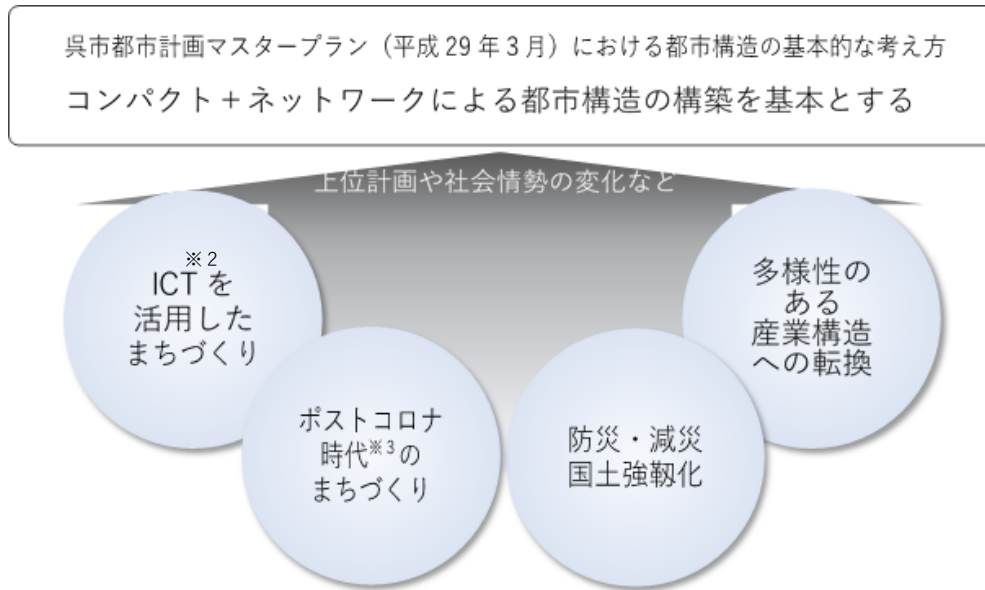 呉市都市計画マスタープラン（平成 29 年 3 月）における都市構造の基本的な考え方
コンパクト＋ネットワークによる都市構造の構築を基本とする
上位計画や社会情勢の変化など
※2
ICT を
活用した
まちづくり
ポストコロナ
時代※3の
まちづくり
防災・減災
国土強靱化
多様性の
ある
産業構造
への転換